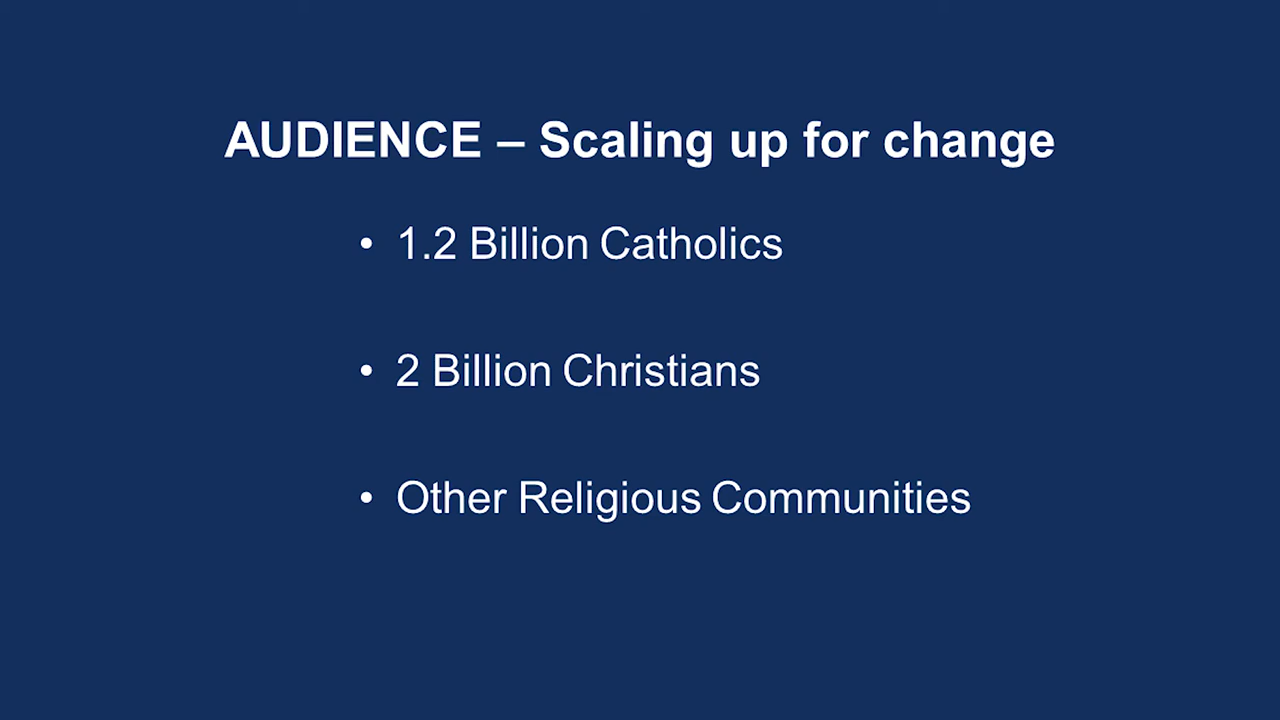 AUDIENCE – Scaling up for change
• 1.2 Billion Catholics
• 2 Billion Christians
• Other Religious Communities